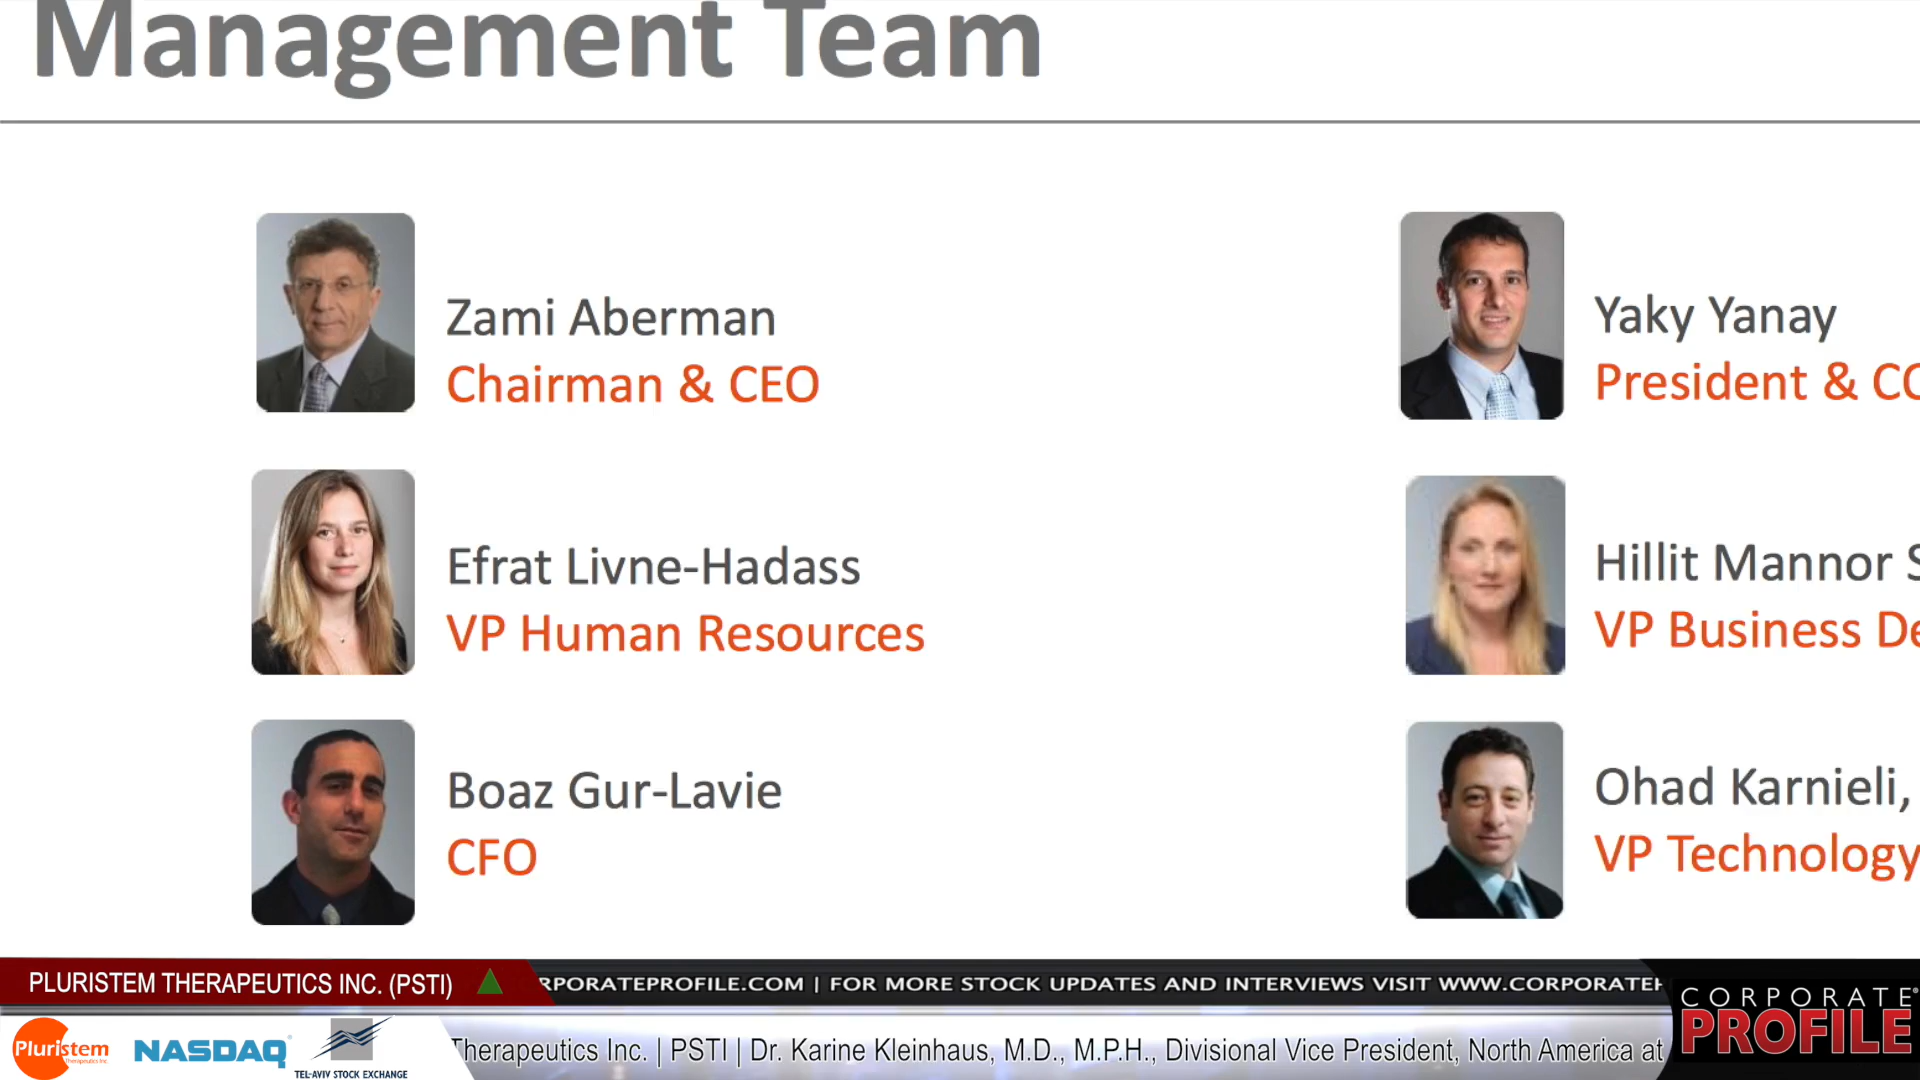 Management Team
Zami Aberman
Chairman & CEO
Yaky Yanay
President & CO
Efrat Livne-Hadass
VP Human Resources
Hillit Mannor S
VP Business De
Boaz Gur-Lavie
CFO
Ohad Karnieli,
VP Technology
PLURISTEM THERAPEUTICS INC. (PSTI)
RPORATEPROFILE.COM | FOR MORE STOCK UPDATES AND INTERVIEWS VISIT WWW.CORPORATEP
CORPORATE
PROFILE
Pluristem
Therapeutics Inc.
NASDAQ
TEL-AVIV STOCK EXCHANGE
Therapeutics Inc. | PSTI | Dr. Karine Kleinhaus, M.D., M.P.H., Divisional Vice President, North America at